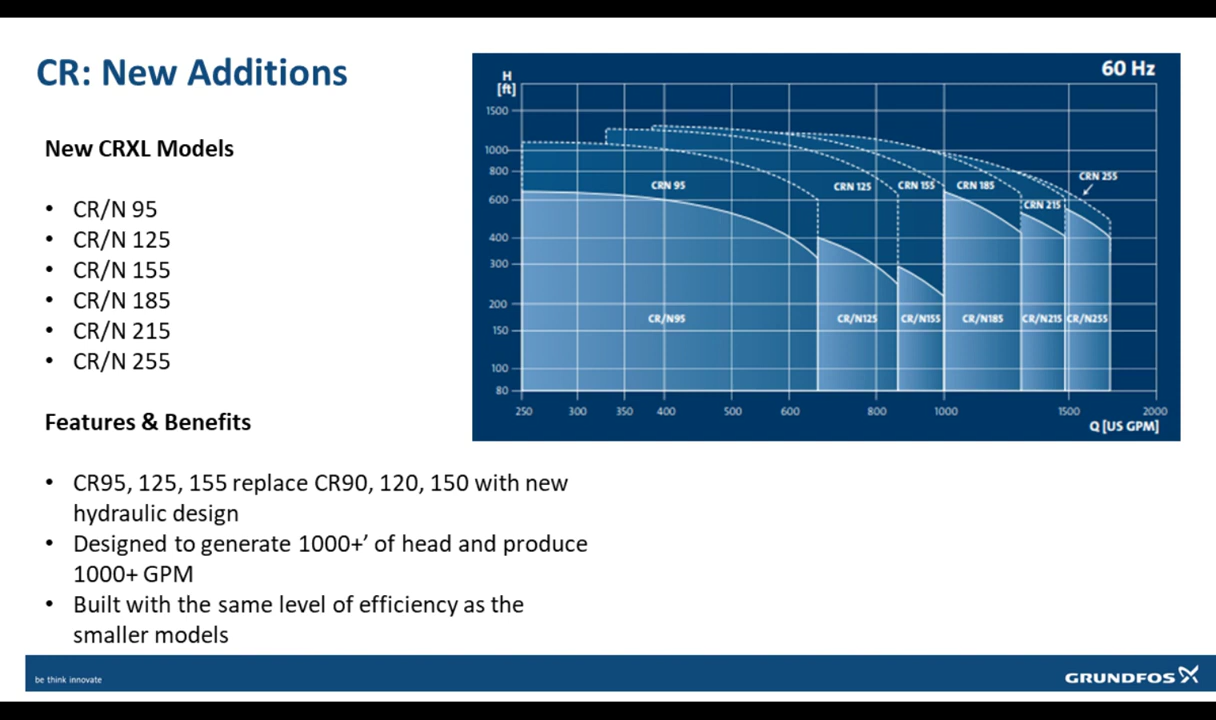 CR: New Additions
New CRXL Models
• CR/N 95
• CR/N 125
• CR/N 155
• CR/N 185
• CR/N 215
• CR/N 255
Features & Benefits
• CR95, 125, 155 replace CR90, 120, 150 with new
hydraulic design
• Designed to generate 1000+’ of head and produce
1000+ GPM
• Built with the same level of efficiency as the
smaller models
60 Hz
H
[ft]
1500
1000
800
600
400
300
200
150
100
80
CRN 95
CRN 125
CRN 155
CRN 185
CRN 215
CRN 255
CR/N95
CR/N125
CR/N155
CR/N185
CR/N215
CR/N255
250 300 350 400 500 600 800 1000 1500 2000
Q [US GPM]
be think innovate
GRUNDFOS